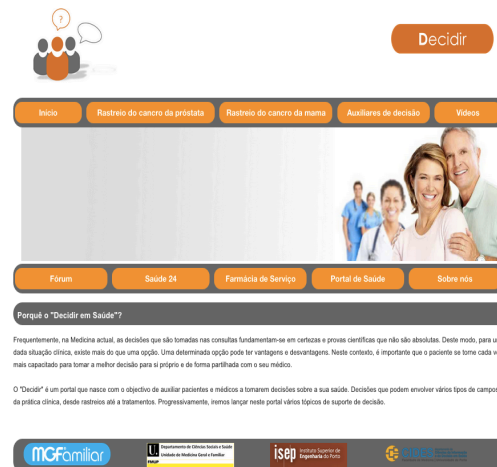 ?
Decidir
Início Rastreio do cancro da próstata Rastreio do cancro da mama Auxiliares de decisão Vídeos
Fórum Saúde 24 Farmácia de Serviço Portal de Saúde Sobre nós
Porquê o "Decidir em Saúde"?
Frequentemente, na Medicina actual, as decisões que são tomadas nas consultas fundamentam-se em certezas e provas científicas que não são absolutas. Deste modo, para u
dada situação clínica, existe mais do que uma opção. Uma determinada opção pode ter vantagens e desvantagens. Neste contexto, é importante que o paciente se torne cada v
mais capacitado para tomar a melhor decisão para si próprio e de forma partilhada com o seu médico.
O "Decidir" é um portal que nasce com o objectivo de auxiliar pacientes e médicos a tomarem decisões sobre a sua saúde. Decisões que podem envolver vários tipos de campo
da prática clínica, desde rastreios até a tratamentos. Progressivamente, iremos lançar neste portal vários tópicos de suporte de decisão.
MGFamiliar
Departamento de Ciências Sociais e Saúde
Unidade de Medicina Geral e Familiar
FMUP
isep Instituto Superior de
Engenharia do Porto